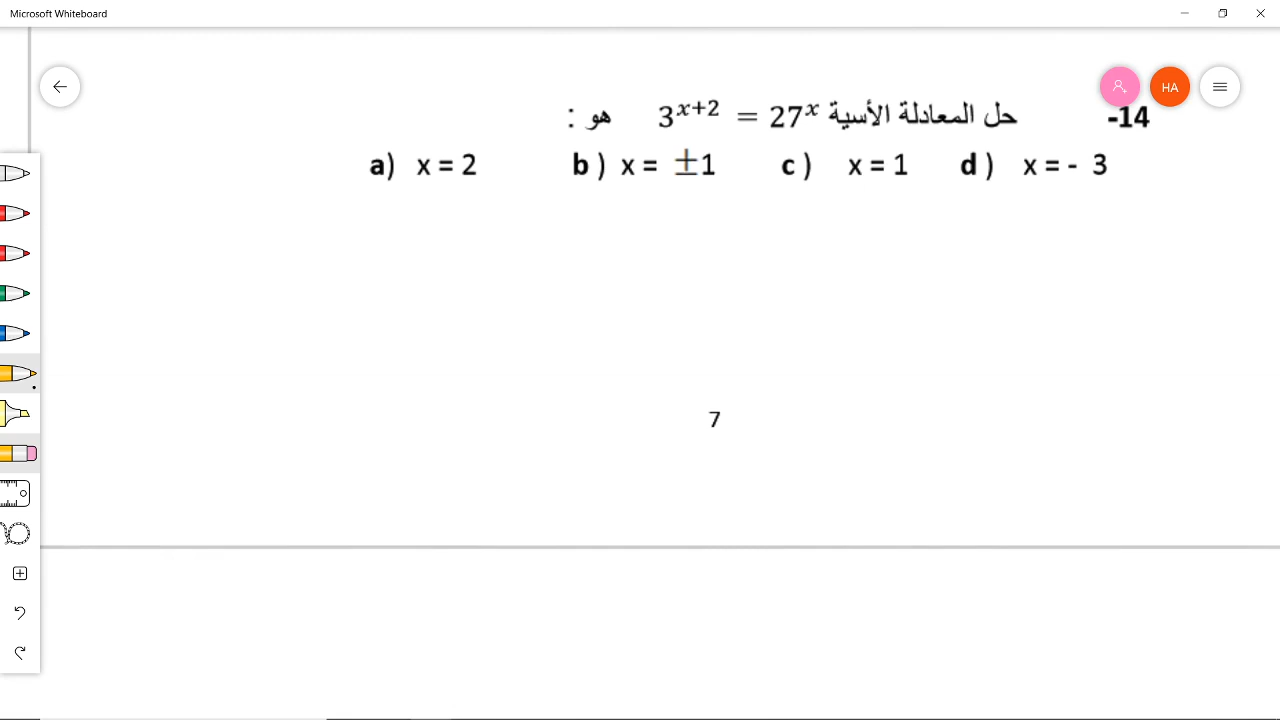 Microsoft Whiteboard
HA
-14 حل المعادلة الأسية 3^{x+2} = 27^x هو :
a) x = 2 b ) x = ±1 c ) x = 1 d ) x = - 3
7